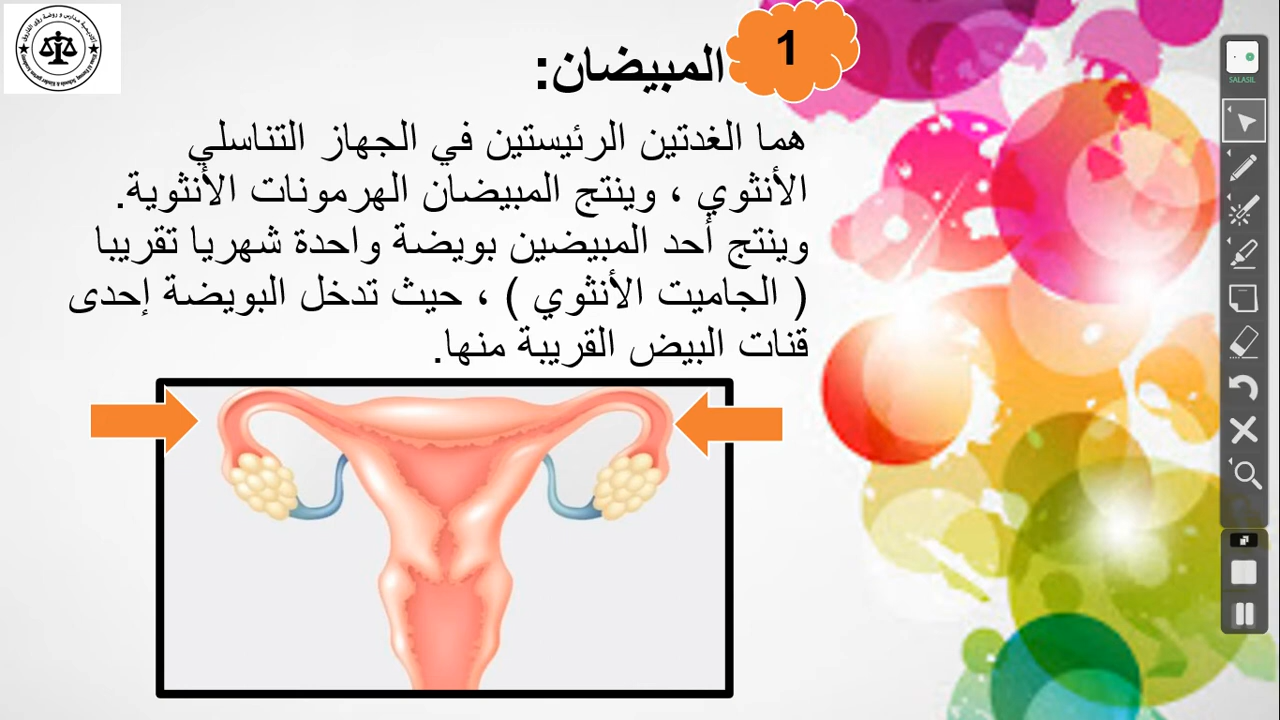 1
المبيضان:
هما الغدتين الرئيستين في الجهاز التناسلي
الأنثوي ، وينتج المبيضان الهرمونات الأنثوية.
وينتج أحد المبيضين بويضة واحدة شهريا تقريبا
( الجاميت الأنثوي ) ، حيث تدخل البويضة إحدى
قنات البيض القريبة منها.
SALASIL